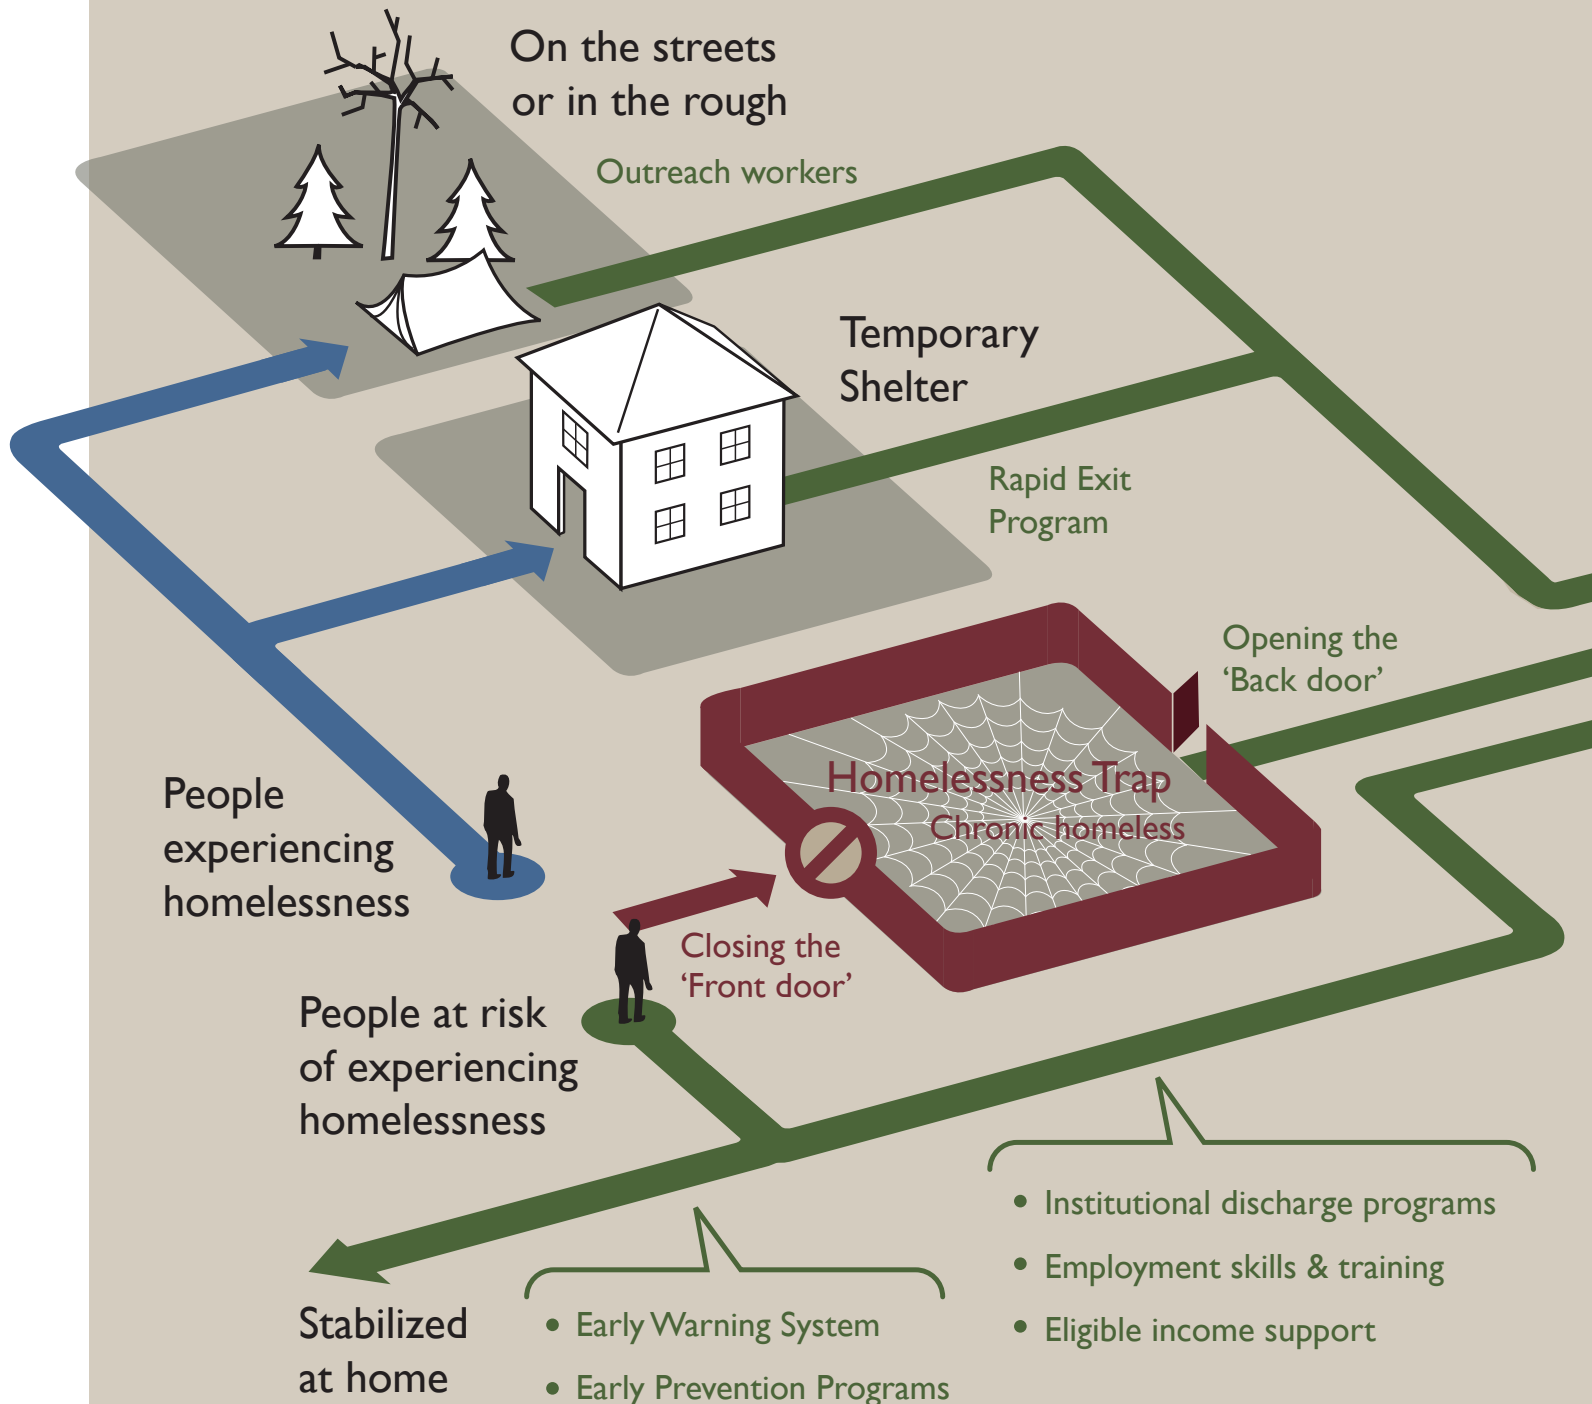 On the streets
or in the rough
Outreach workers
Temporary
Shelter
Rapid Exit
Program
Opening the
‘Back door’
Homelessness Trap
Chronic homeless
People
experiencing
homelessness
Closing the
‘Front door’
People at risk
of experiencing
homelessness
• Institutional discharge programs
• Employment skills & training
• Eligible income support
Stabilized
at home
• Early Warning System
• Early Prevention Programs